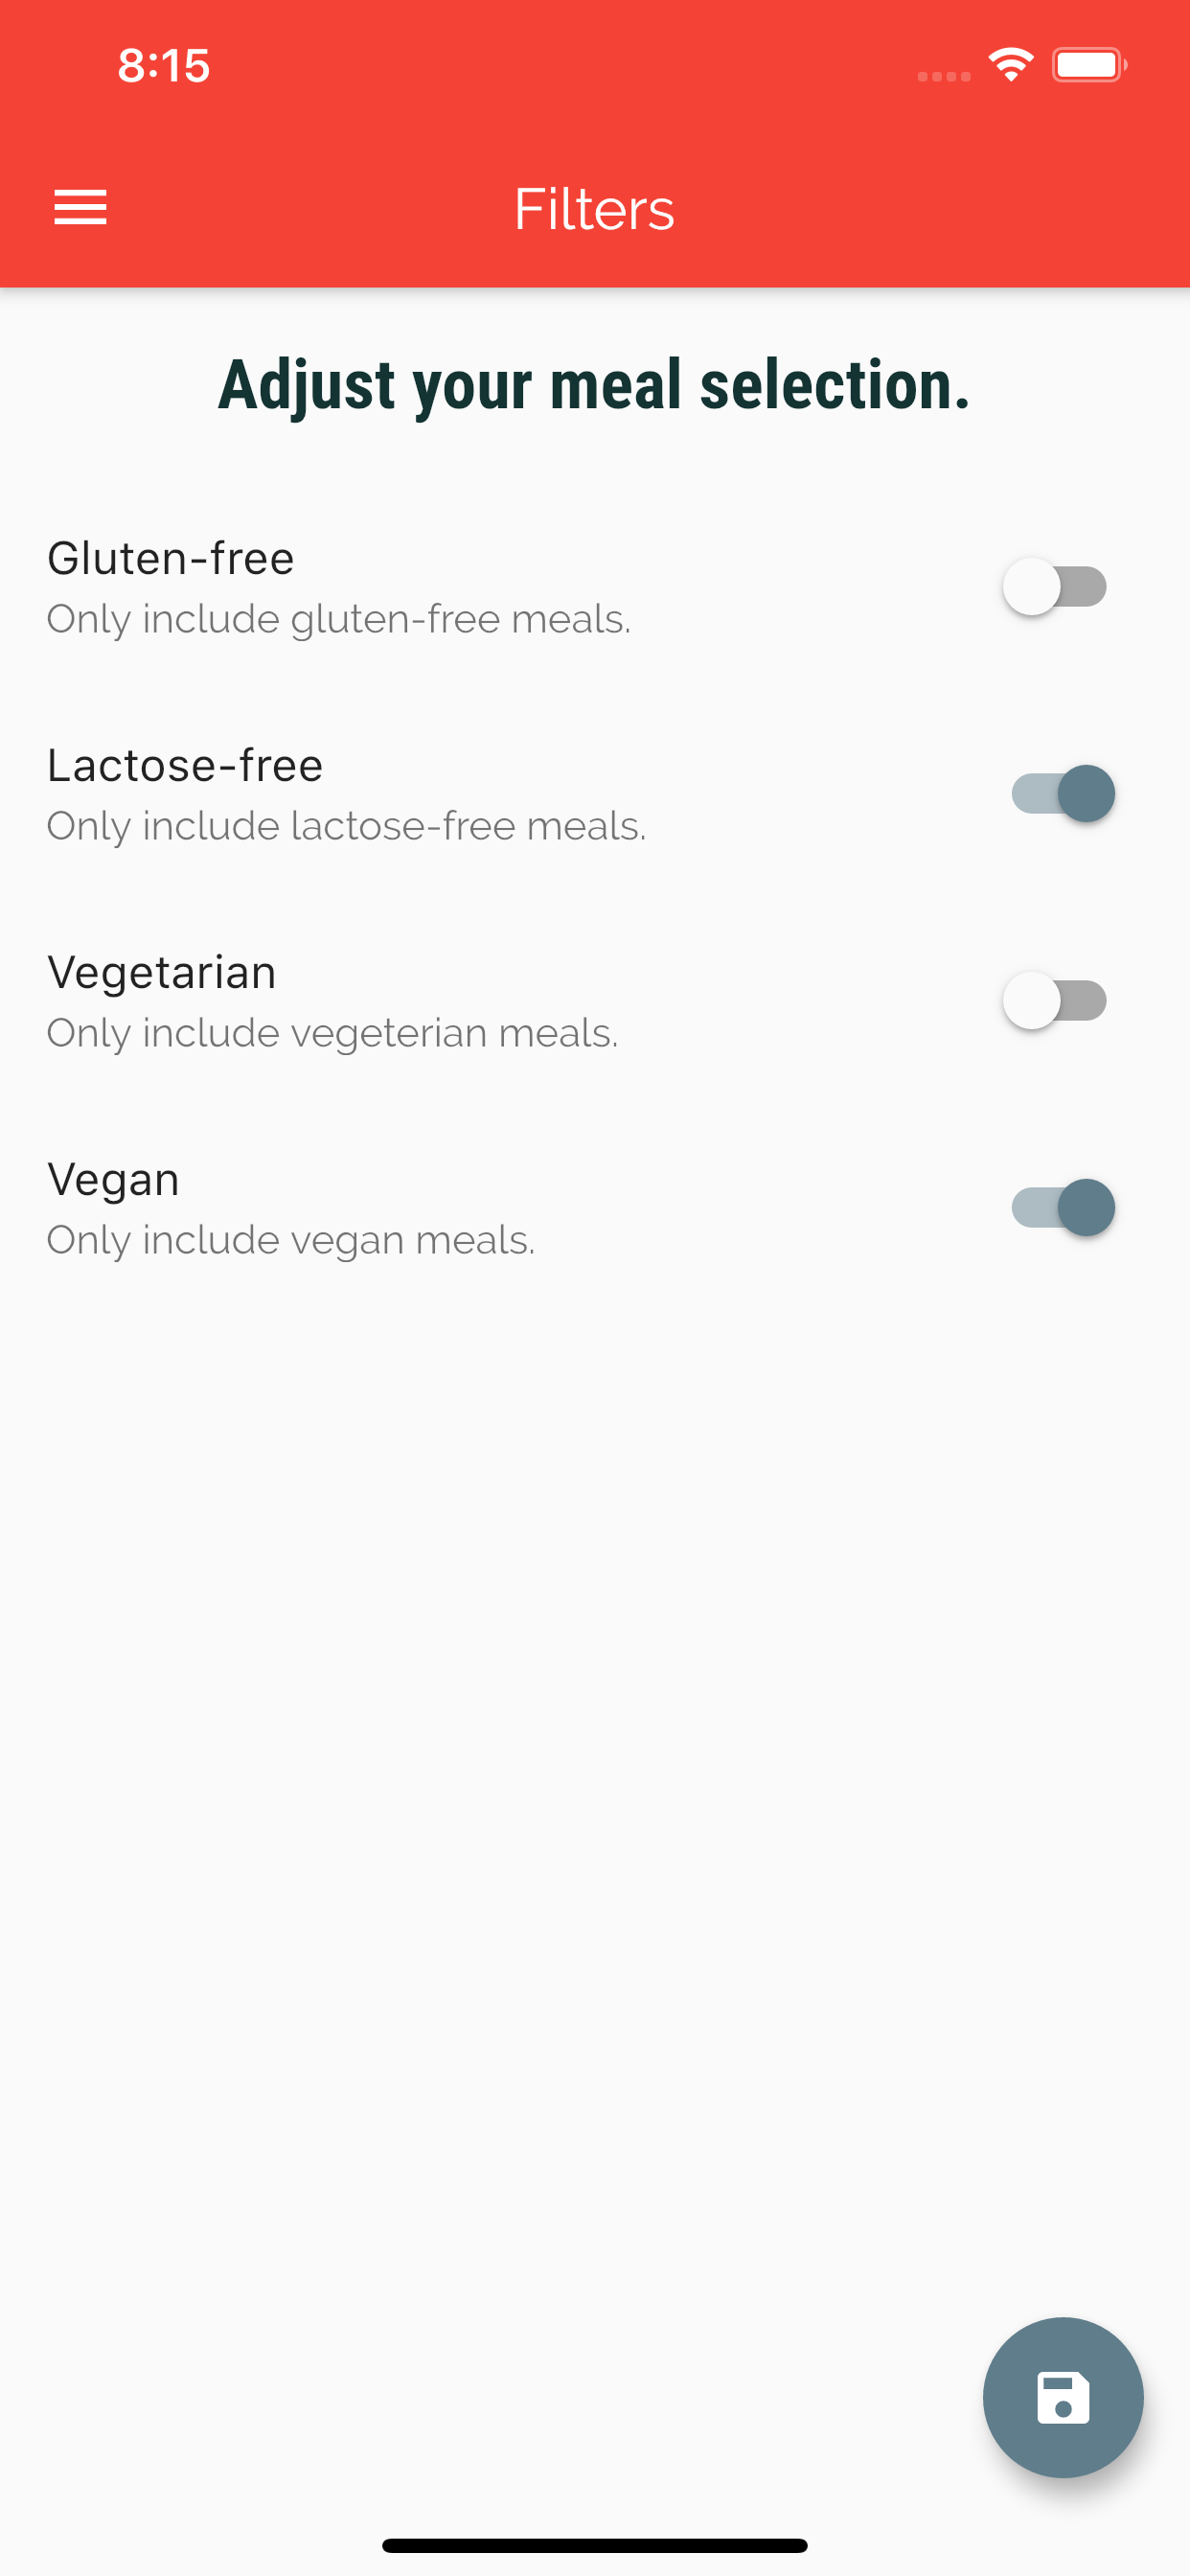 8:15
Filters
Adjust your meal selection.
Gluten-free
Only include gluten-free meals.
Lactose-free
Only include lactose-free meals.
Vegetarian
Only include vegeterian meals.
Vegan
Only include vegan meals.